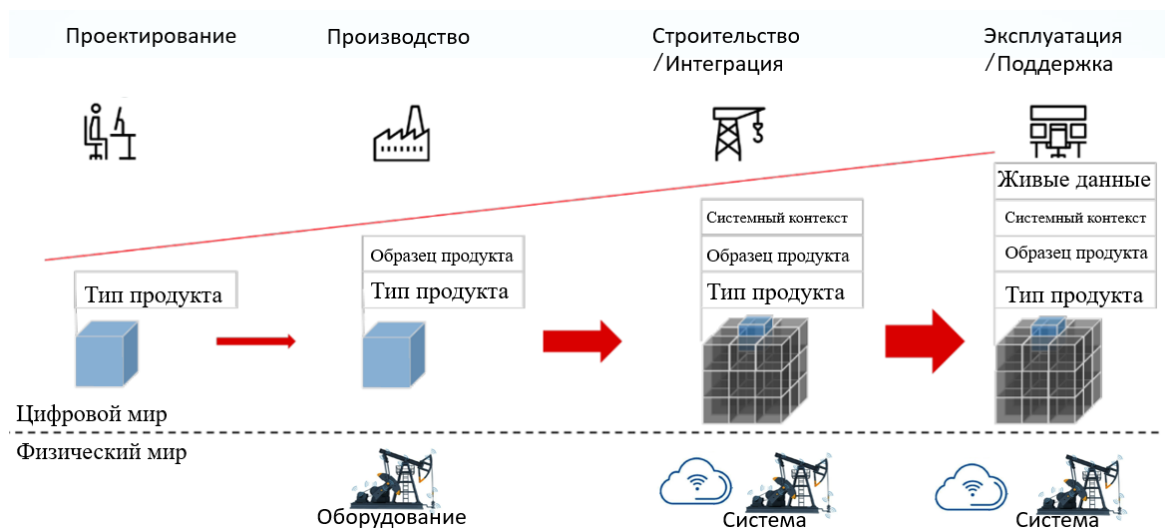 Проектирование
Производство
Строительство
/Интеграция
Эксплуатация
/Поддержка
Живые данные
Системный контекст
Системный контекст
Образец продукта
Образец продукта
Образец продукта
Тип продукта
Тип продукта
Тип продукта
Тип продукта
Цифровой мир
Физический мир
Оборудование
Система
Система